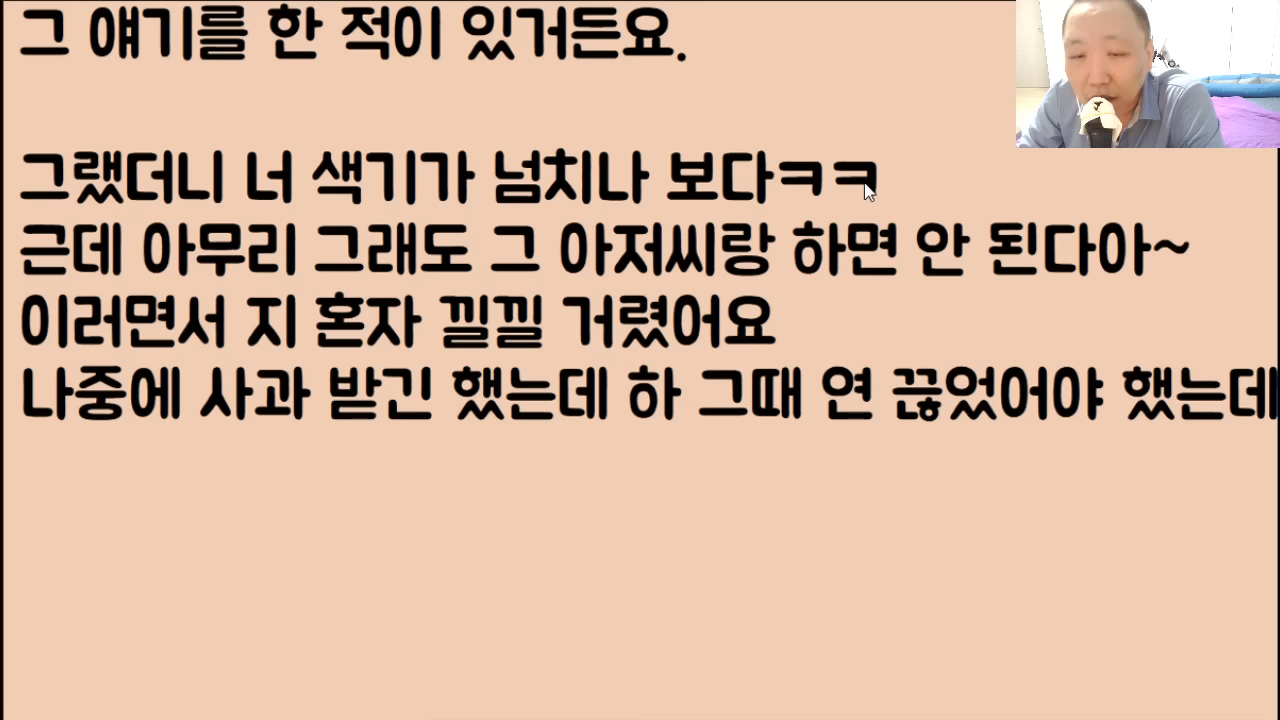 그 얘기를 한 적이 있거든요.
그랬더니 너 색기가 넘치나 보다ㅋㅋ
근데 아무리 그래도 그 아저씨랑 하면 안 된다아~
이러면서 지 혼자 낄낄 거렸어요
나중에 사과 받긴 했는데 하 그때 연 끊었어야 했는데